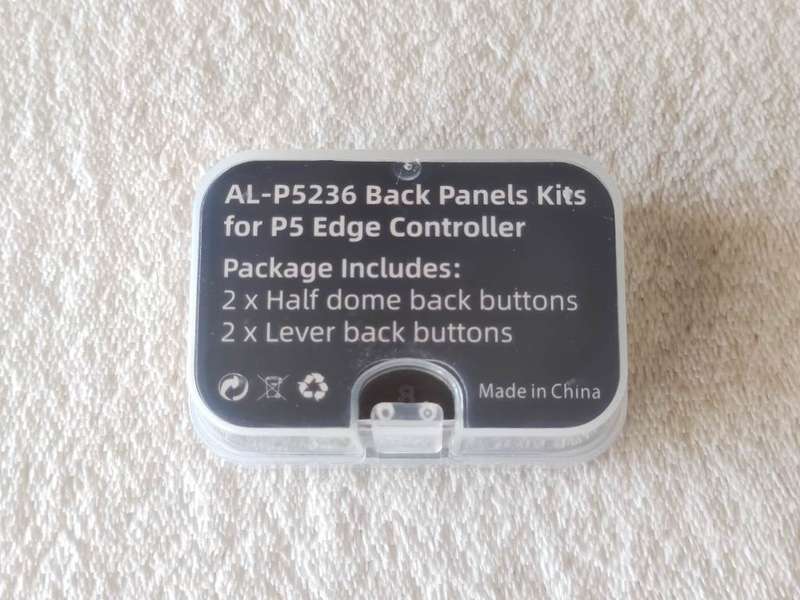 AL-P5236 Back Panels Kits
for P5 Edge Controller
Package Includes:
2 x Half dome back buttons
2 x Lever back buttons
Made in China